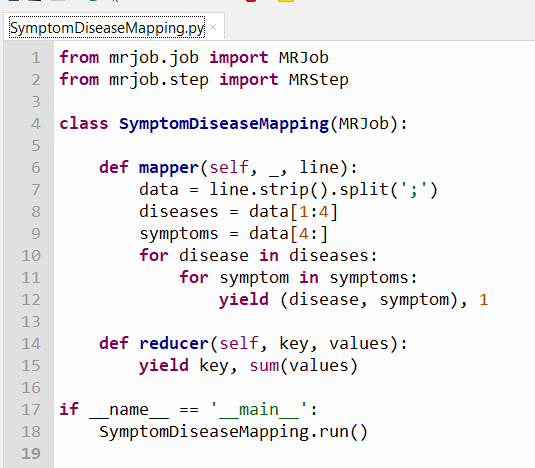 SymptomDiseaseMapping.py
1 from mrjob.job import MRJob
2 from mrjob.step import MRStep
3
4 class SymptomDiseaseMapping(MRJob):
5
6     def mapper(self, _, line):
7         data = line.strip().split(';')
8         diseases = data[1:4]
9         symptoms = data[4:]
10         for disease in diseases:
11             for symptom in symptoms:
12                 yield (disease, symptom), 1
13
14     def reducer(self, key, values):
15         yield key, sum(values)
16
17 if __name__ == '__main__':
18     SymptomDiseaseMapping.run()
19